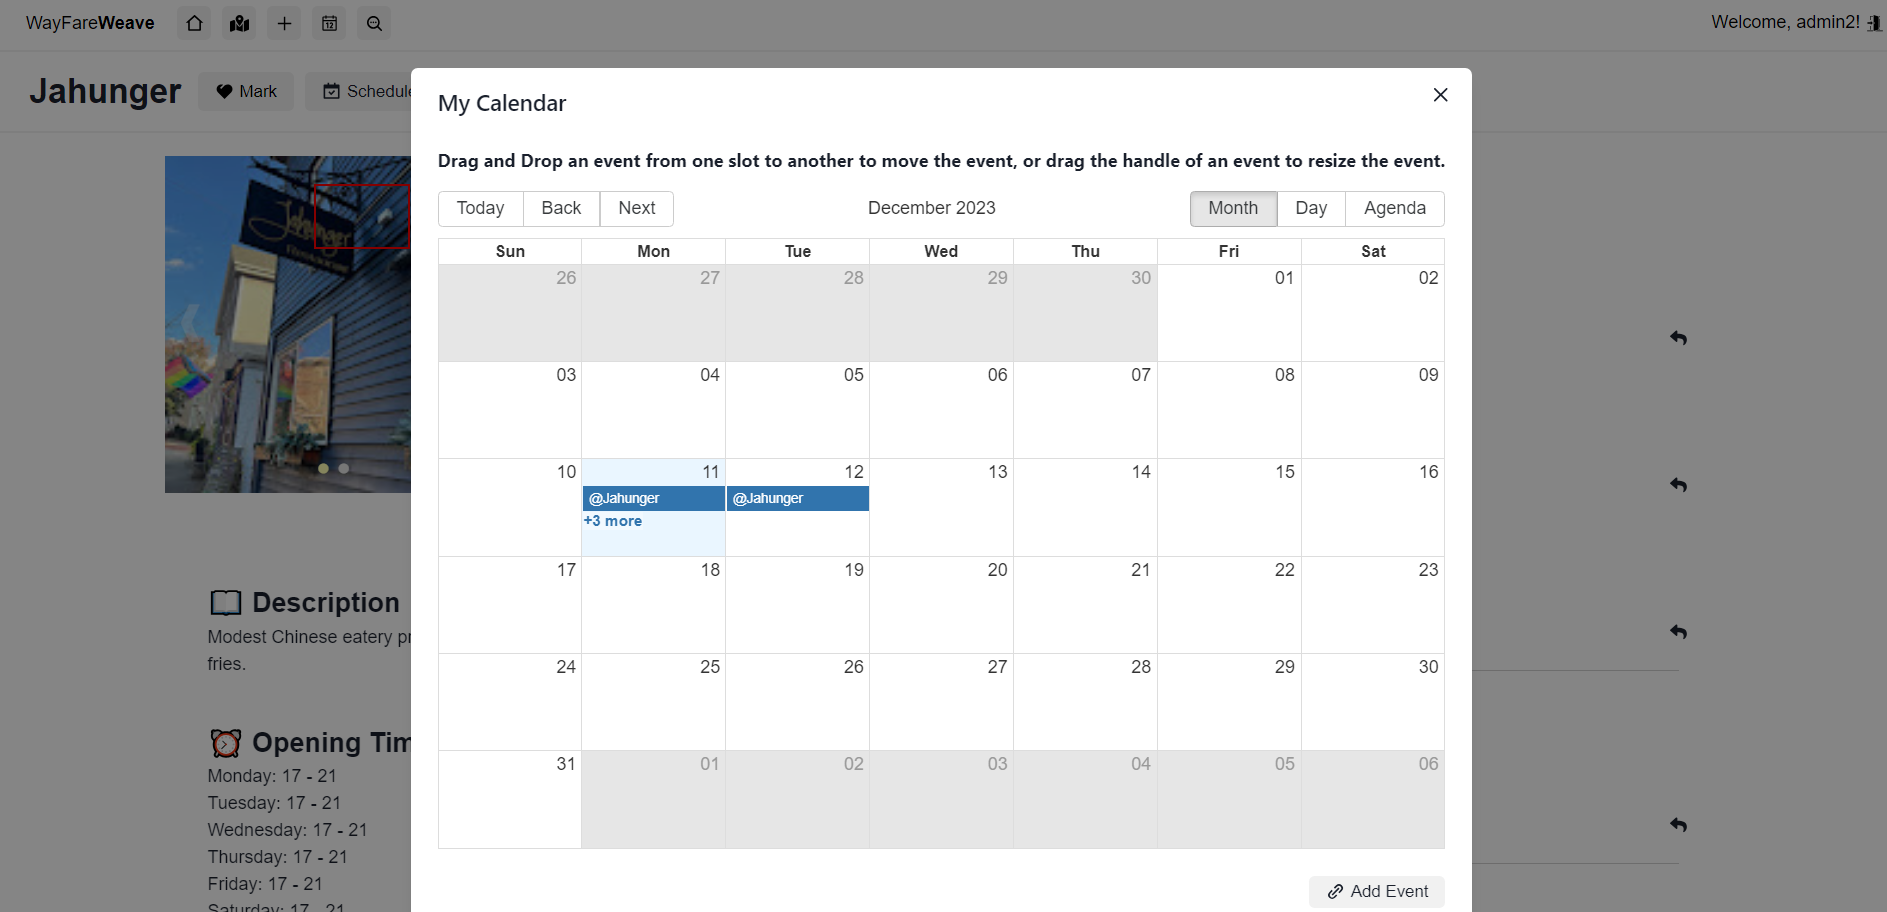 WayFareWeave
Welcome, admin2!
Jahunger Mark Schedule
My Calendar
Drag and Drop an event from one slot to another to move the event, or drag the handle of an event to resize the event.
Today Back Next December 2023 Month Day Agenda
Sun Mon Tue Wed Thu Fri Sat
26 27 28 29 30 01 02
03 04 05 06 07 08 09
10 11 12 13 14 15 16
@Jahunger @Jahunger
+3 more
17 18 19 20 21 22 23
24 25 26 27 28 29 30
31 01 02 03 04 05 06
Add Event
Jahunger
Description
Modest Chinese eatery pr
fries.
Opening Tim
Monday: 17 - 21
Tuesday: 17 - 21
Wednesday: 17 - 21
Thursday: 17 - 21
Friday: 17 - 21
Saturday: 17 - 21